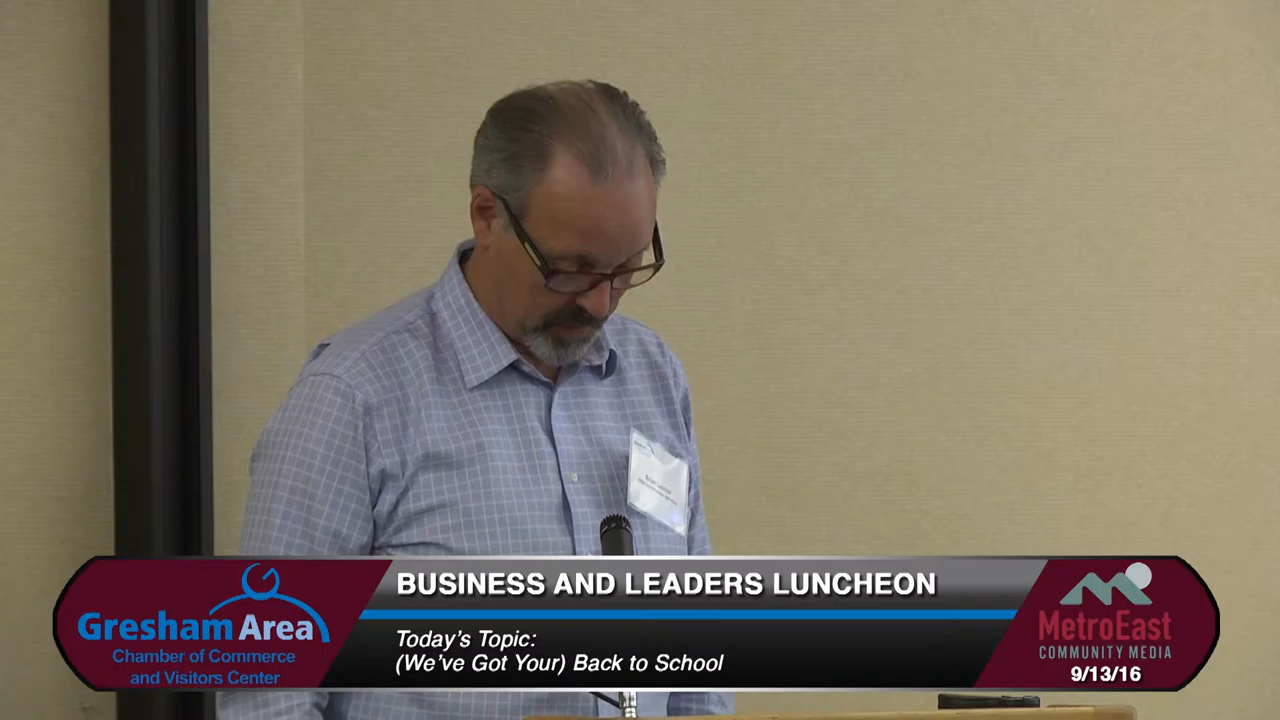 BUSINESS AND LEADERS LUNCHEON
Gresham Area
Chamber of Commerce
and Visitors Center
Today's Topic:
(We've Got Your) Back to School
MetroEast
COMMUNITY MEDIA
9/13/16